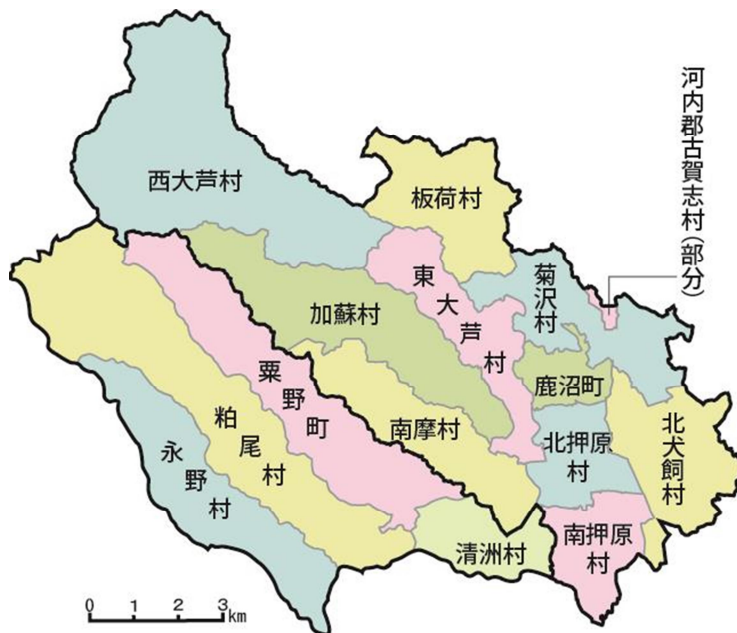 河内郡古賀志村(部分)
西大芦村
板荷村
菊沢村
東大芦村
加蘇村
鹿沼町
粟野町
南摩村
北押原村
北犬飼村
粕尾村
永野村
清洲村
南押原村
0 1 2 3km